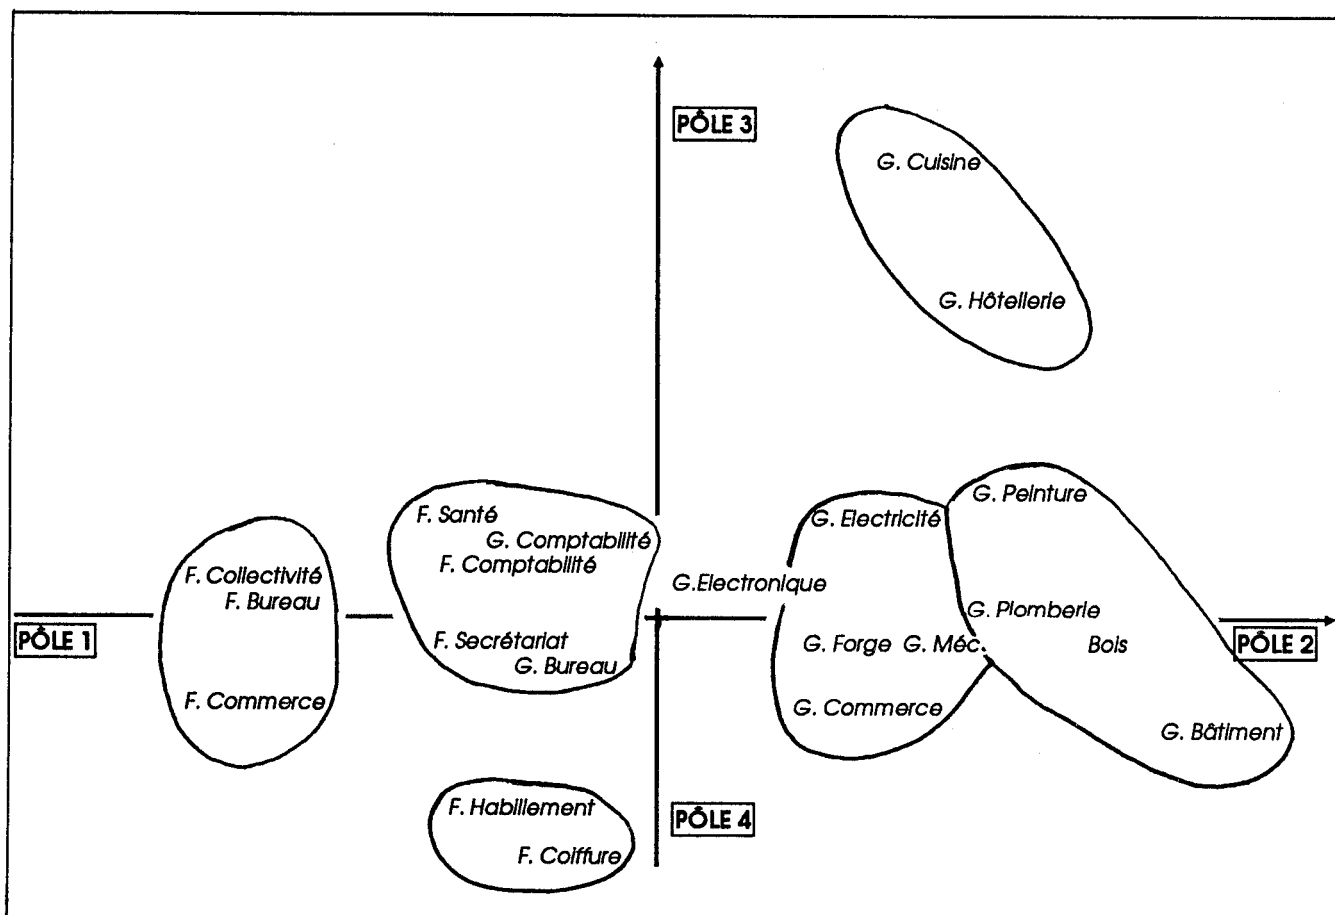 PÔLE 3
G. Cuisine
G. Hôtellerie
G. Peinture
F. Santé
G. Electricité
G. Comptabilité
F. Comptabilité
F. Collectivité
G.Electronique
F. Bureau
G. Plomberie
PÔLE 1
F. Secrétariat
G. Forge G. Méc.
Bois
PÔLE 2
G. Bureau
F. Commerce
G. Commerce
G. Bâtiment
F. Habillement
PÔLE 4
F. Coiffure